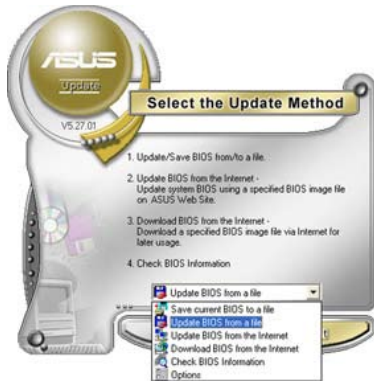 ASUS
Update
V5.27.01
Select the Update Method
1. Update/Save BIOS from/to a file.
2. Update BIOS from the Internet -
Update system BIOS using a specified BIOS image file
on ASUS Web Site.
3. Download BIOS from the Internet -
Download a specified BIOS image file via Internet for
later usage.
4. Check BIOS Information
Update BIOS from a file
Save current BIOS to a file
Update BIOS from a file
Update BIOS from the Internet
Download BIOS from the Internet
Check BIOS Information
Options